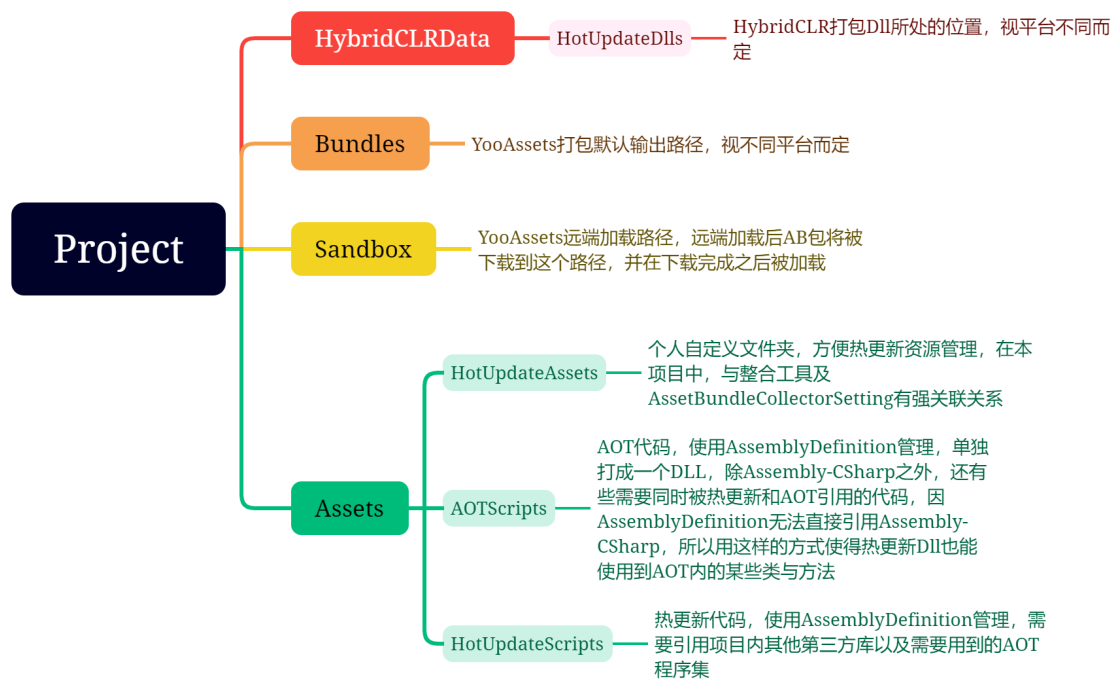 Project
HybridCLRData
HotUpdateDlls
HybridCLR打包Dll所处的位置，视平台不同而
定
Bundles
YooAssets打包默认输出路径，视不同平台而定
Sandbox
YooAssets远端加载路径，远端加载后AB包将被
下载到这个路径，并在下载完成之后被加载
Assets
HotUpdateAssets
个人自定义文件夹，方便热更新资源管理，在本
项目中，与整合工具及
AssetBundleCollectorSetting有强关联关系
AOTScripts
AOT代码，使用AssemblyDefinition管理，单独
打成一个DLL，除Assembly-CSharp之外，还有
些需要同时被热更新和AOT引用的代码，因
AssemblyDefinition无法直接引用Assembly-
CSharp，所以用这样的方式使得热更新Dll也能
使用到AOT内的某些类与方法
HotUpdateScripts
热更新代码，使用AssemblyDefinition管理，需
要引用项目内其他第三方库以及需要用到的AOT
程序集